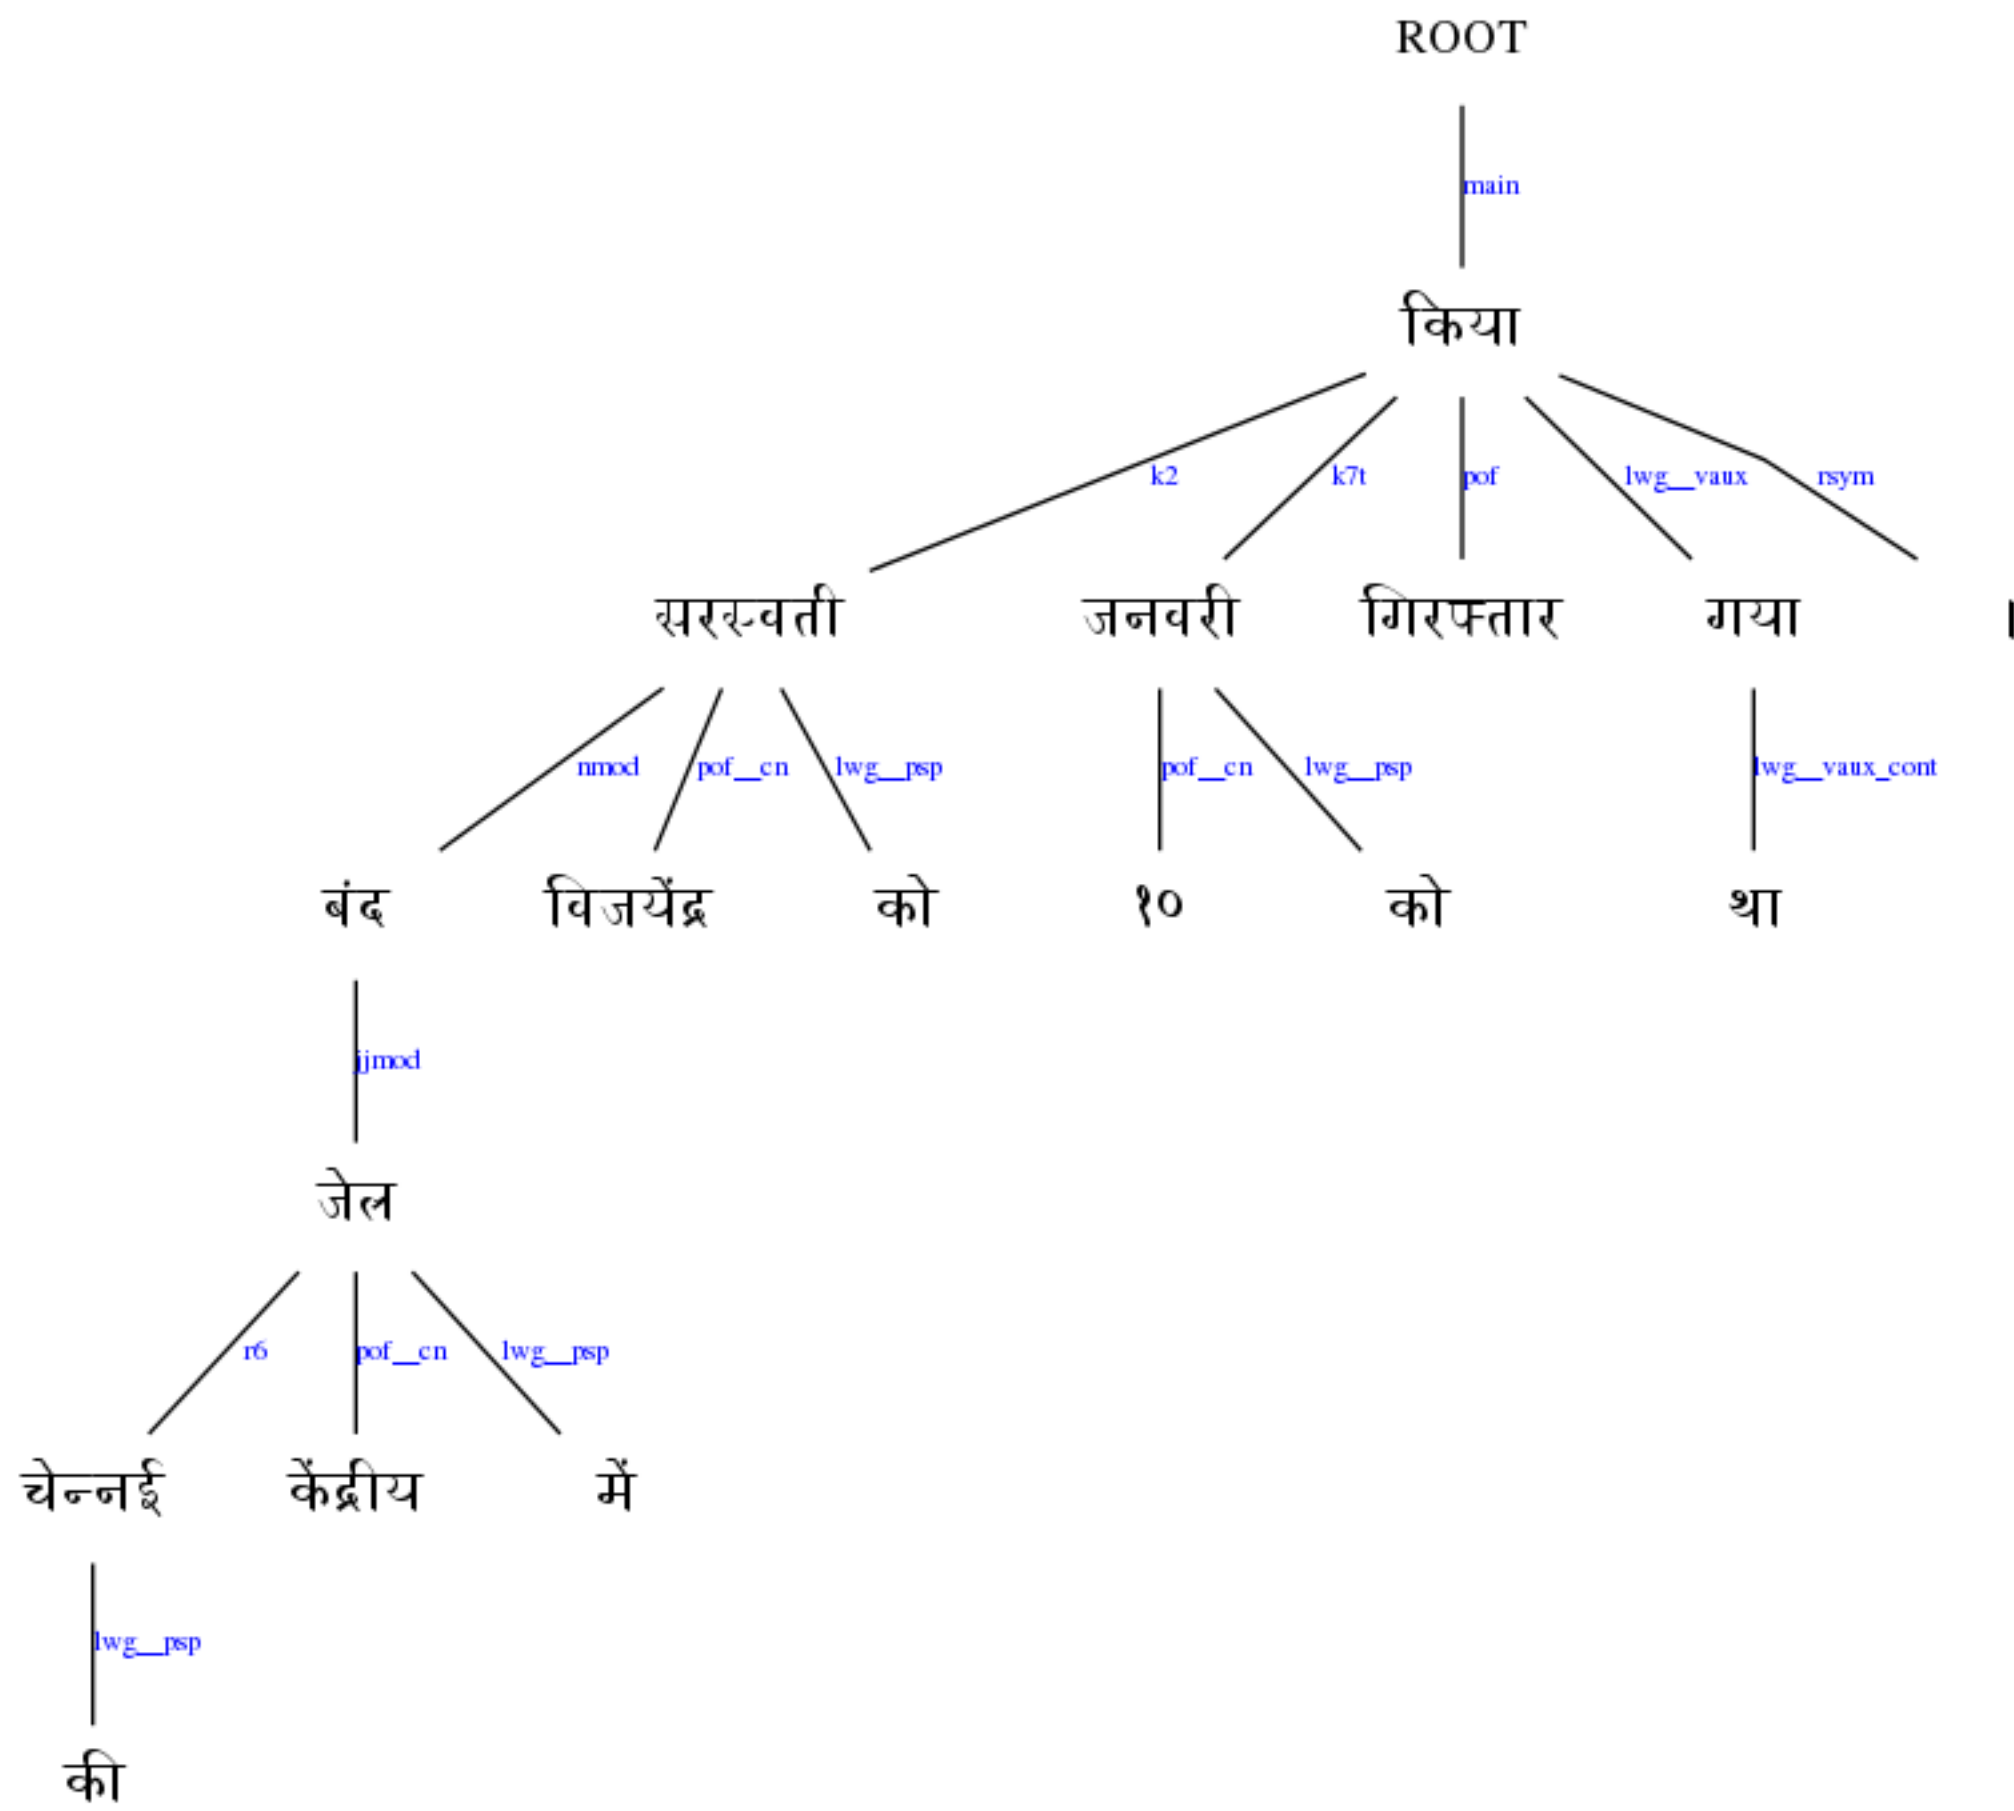 ROOT
main
किया
k2 k7t pof lwg__vaux rsym
सरस्वती जनवरी गिरफ्तार गया ।
nmod pof__cn lwg__psp pof__cn lwg__psp lwg__vaux_cont
बंद विजयेंद्र को १० को था
jjmod
जेल
r6 pof__cn lwg__psp
चेन्नई केंद्रीय में
lwg__psp
की